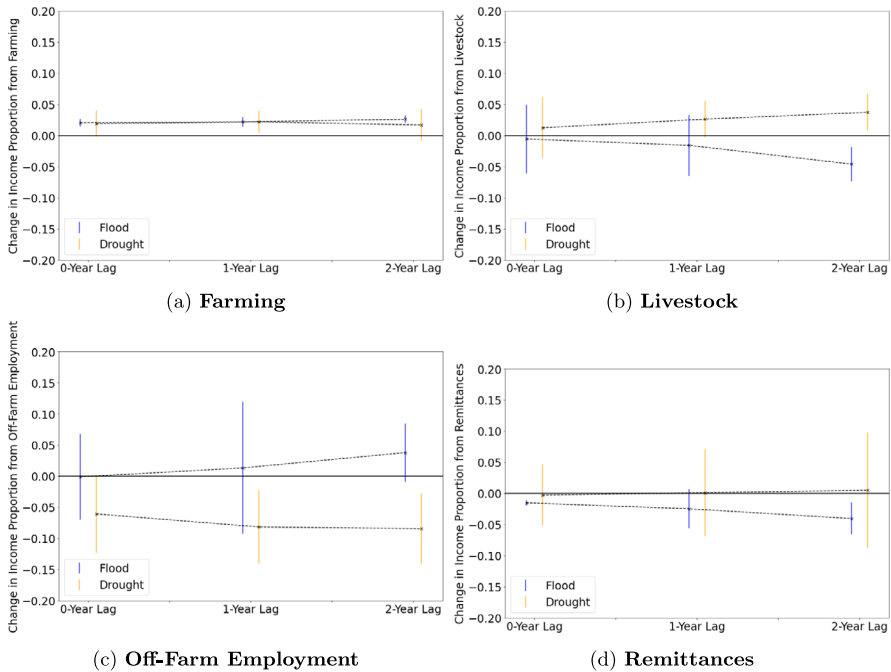 Change in Income Proportion from Farming
0.20
0.15
0.10
0.05
0.00
−0.05
−0.10
−0.15
−0.20
Flood
Drought
0-Year Lag
1-Year Lag
2-Year Lag
(a) Farming
Change in Income Proportion from Livestock
0.20
0.15
0.10
0.05
0.00
−0.05
−0.10
−0.15
−0.20
Flood
Drought
0-Year Lag
1-Year Lag
2-Year Lag
(b) Livestock
Change in Income Proportion from Off-Farm Employment
0.20
0.15
0.10
0.05
0.00
−0.05
−0.10
−0.15
−0.20
Flood
Drought
0-Year Lag
1-Year Lag
2-Year Lag
(c) Off-Farm Employment
Change in Income Proportion from Remittances
0.20
0.15
0.10
0.05
0.00
−0.05
−0.10
−0.15
−0.20
Flood
Drought
0-Year Lag
1-Year Lag
2-Year Lag
(d) Remittances